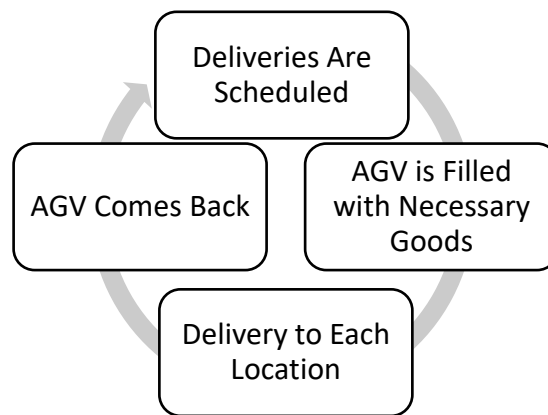 Deliveries Are
Scheduled
AGV is Filled
with Necessary
Goods
Delivery to Each
Location
AGV Comes Back